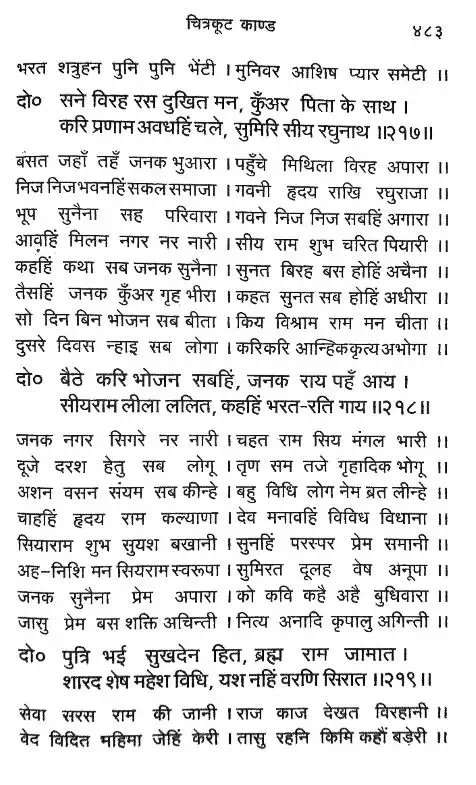 चित्रकूट काण्ड
४८३
भरत शत्रुहन पुनि पुनि भेंटी । मुनिवर आशिष प्यार समेटी ।।
दो० सने विरह रस दुखित मन, कुँअर पिता के साथ ।
करि प्रणाम अवधहिं चले, सुमिरि सीय रघुनाथ ।।२१७।।
बसत जहाँ तहँ जनक भुआरा । पहुँचे मिथिला विरह अपारा ।।
निज निज भवनहिं सकल समाजा । गवनी हृदय राखि रघुराजा ।।
भूप सुनैना सह परिवारा । गवने निज निज सबहिं अगारा ।।
आवहिं मिलन नगर नर नारी । सीय राम शुभ चरित पियारी ।।
कहहिं कथा सब जनक सुनैना । सुनत बिरह बस होहिं अचैना ।।
तैसहिं जनक कुँअर गृह भीरा । कहत सुनत सब होहिं अधीरा ।।
सो दिन बिन भोजन सब बीता । किय विश्राम राम मन चीता ।।
दुसरे दिवस न्हाइ सब लोगा । करि करि आन्हिक कृत्य अभोगा ।।
दो० बैठे करि भोजन सबहिं, जनक राय पहँ आय ।
सीयराम लीला ललित, कहहिं भरत-रति गाय ।।२१८।।
जनक नगर सिगरे नर नारी । चहत राम सिय मंगल भारी ।।
दूजे दरश हेतु सब लोगू । तृण सम तजे गृहादिक भोगू ।।
अशन वसन संयम सब कीन्हे । बहु विधि लोग नेम ब्रत लीन्हे ।।
चाहहिं हृदय राम कल्याणा । देव मनावहिं विविध विधाना ।।
सियाराम शुभ सुयश बखानी । सुनहिं परस्पर प्रेम समानी ।।
अह-निशि मन सियराम स्वरूपा । सुमिरत दूलह वेष अनूपा ।।
जनक सुनैना प्रेम अपारा । को कवि कहै अहै बुधिवारा ।।
जासु प्रेम बस शक्ति अचिन्ती । नित्य अनादि कृपालु अगिन्ती ।।
दो० पुत्रि भई सुखदेन हित, ब्रह्म राम जामात ।
शारद शेष महेश विधि, यश नहिं वरणि सिरात ।।२१९।।
सेवा सरस राम की जानी । राज काज देखत विरहानी ।।
वेद विदित महिमा जेहिं केरी । तासु रहनि किमि कहौं बड़ेरी ।।